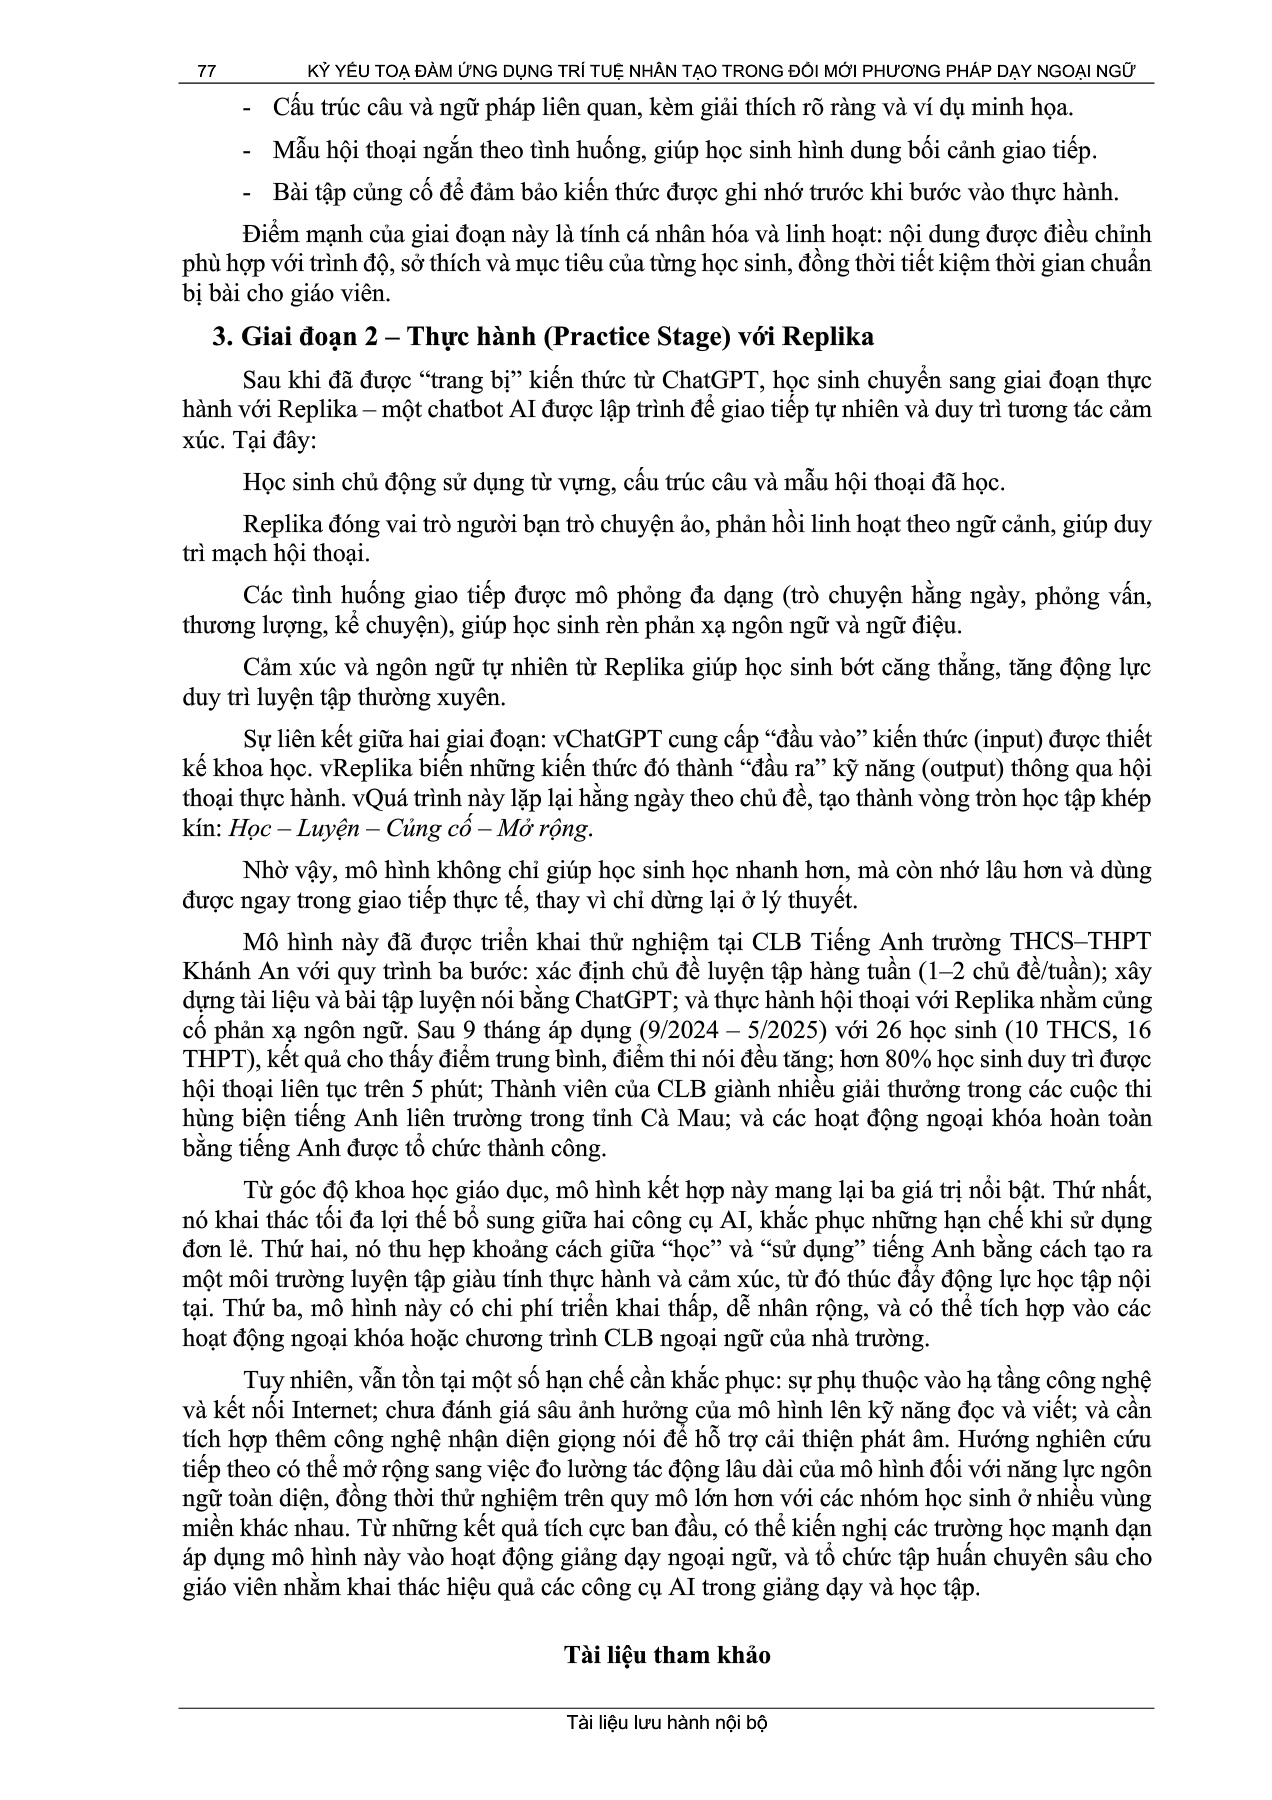 77 KỶ YẾU TOẠ ĐÀM ỨNG DỤNG TRÍ TUỆ NHÂN TẠO TRONG ĐỔI MỚI PHƯƠNG PHÁP DẠY NGOẠI NGỮ
- Cấu trúc câu và ngữ pháp liên quan, kèm giải thích rõ ràng và ví dụ minh họa.
- Mẫu hội thoại ngắn theo tình huống, giúp học sinh hình dung bối cảnh giao tiếp.
- Bài tập củng cố để đảm bảo kiến thức được ghi nhớ trước khi bước vào thực hành.
Điểm mạnh của giai đoạn này là tính cá nhân hóa và linh hoạt: nội dung được điều chỉnh
phù hợp với trình độ, sở thích và mục tiêu của từng học sinh, đồng thời tiết kiệm thời gian chuẩn
bị bài cho giáo viên.
3. Giai đoạn 2 – Thực hành (Practice Stage) với Replika
Sau khi đã được “trang bị” kiến thức từ ChatGPT, học sinh chuyển sang giai đoạn thực
hành với Replika – một chatbot AI được lập trình để giao tiếp tự nhiên và duy trì tương tác cảm
xúc. Tại đây:
Học sinh chủ động sử dụng từ vựng, cấu trúc câu và mẫu hội thoại đã học.
Replika đóng vai trò người bạn trò chuyện ảo, phản hồi linh hoạt theo ngữ cảnh, giúp duy
trì mạch hội thoại.
Các tình huống giao tiếp được mô phỏng đa dạng (trò chuyện hằng ngày, phỏng vấn,
thương lượng, kể chuyện), giúp học sinh rèn phản xạ ngôn ngữ và ngữ điệu.
Cảm xúc và ngôn ngữ tự nhiên từ Replika giúp học sinh bớt căng thẳng, tăng động lực
duy trì luyện tập thường xuyên.
Sự liên kết giữa hai giai đoạn: vChatGPT cung cấp “đầu vào” kiến thức (input) được thiết
kế khoa học. vReplika biến những kiến thức đó thành “đầu ra” kỹ năng (output) thông qua hội
thoại thực hành. vQuá trình này lặp lại hằng ngày theo chủ đề, tạo thành vòng tròn học tập khép
kín: Học – Luyện – Củng cố – Mở rộng.
Nhờ vậy, mô hình không chỉ giúp học sinh học nhanh hơn, mà còn nhớ lâu hơn và dùng
được ngay trong giao tiếp thực tế, thay vì chỉ dừng lại ở lý thuyết.
Mô hình này đã được triển khai thử nghiệm tại CLB Tiếng Anh trường THCS–THPT
Khánh An với quy trình ba bước: xác định chủ đề luyện tập hàng tuần (1–2 chủ đề/tuần); xây
dựng tài liệu và bài tập luyện nói bằng ChatGPT; và thực hành hội thoại với Replika nhằm củng
cố phản xạ ngôn ngữ. Sau 9 tháng áp dụng (9/2024 – 5/2025) với 26 học sinh (10 THCS, 16
THPT), kết quả cho thấy điểm trung bình, điểm thi nói đều tăng; hơn 80% học sinh duy trì được
hội thoại liên tục trên 5 phút; Thành viên của CLB giành nhiều giải thưởng trong các cuộc thi
hùng biện tiếng Anh liên trường trong tỉnh Cà Mau; và các hoạt động ngoại khóa hoàn toàn
bằng tiếng Anh được tổ chức thành công.
Từ góc độ khoa học giáo dục, mô hình kết hợp này mang lại ba giá trị nổi bật. Thứ nhất,
nó khai thác tối đa lợi thế bổ sung giữa hai công cụ AI, khắc phục những hạn chế khi sử dụng
đơn lẻ. Thứ hai, nó thu hẹp khoảng cách giữa “học” và “sử dụng” tiếng Anh bằng cách tạo ra
một môi trường luyện tập giàu tính thực hành và cảm xúc, từ đó thúc đẩy động lực học tập nội
tại. Thứ ba, mô hình này có chi phí triển khai thấp, dễ nhân rộng, và có thể tích hợp vào các
hoạt động ngoại khóa hoặc chương trình CLB ngoại ngữ của nhà trường.
Tuy nhiên, vẫn tồn tại một số hạn chế cần khắc phục: sự phụ thuộc vào hạ tầng công nghệ
và kết nối Internet; chưa đánh giá sâu ảnh hưởng của mô hình lên kỹ năng đọc và viết; và cần
tích hợp thêm công nghệ nhận diện giọng nói để hỗ trợ cải thiện phát âm. Hướng nghiên cứu
tiếp theo có thể mở rộng sang việc đo lường tác động lâu dài của mô hình đối với năng lực ngôn
ngữ toàn diện, đồng thời thử nghiệm trên quy mô lớn hơn với các nhóm học sinh ở nhiều vùng
miền khác nhau. Từ những kết quả tích cực ban đầu, có thể kiến nghị các trường học mạnh dạn
áp dụng mô hình này vào hoạt động giảng dạy ngoại ngữ, và tổ chức tập huấn chuyên sâu cho
giáo viên nhằm khai thác hiệu quả các công cụ AI trong giảng dạy và học tập.
Tài liệu tham khảo
Tài liệu lưu hành nội bộ